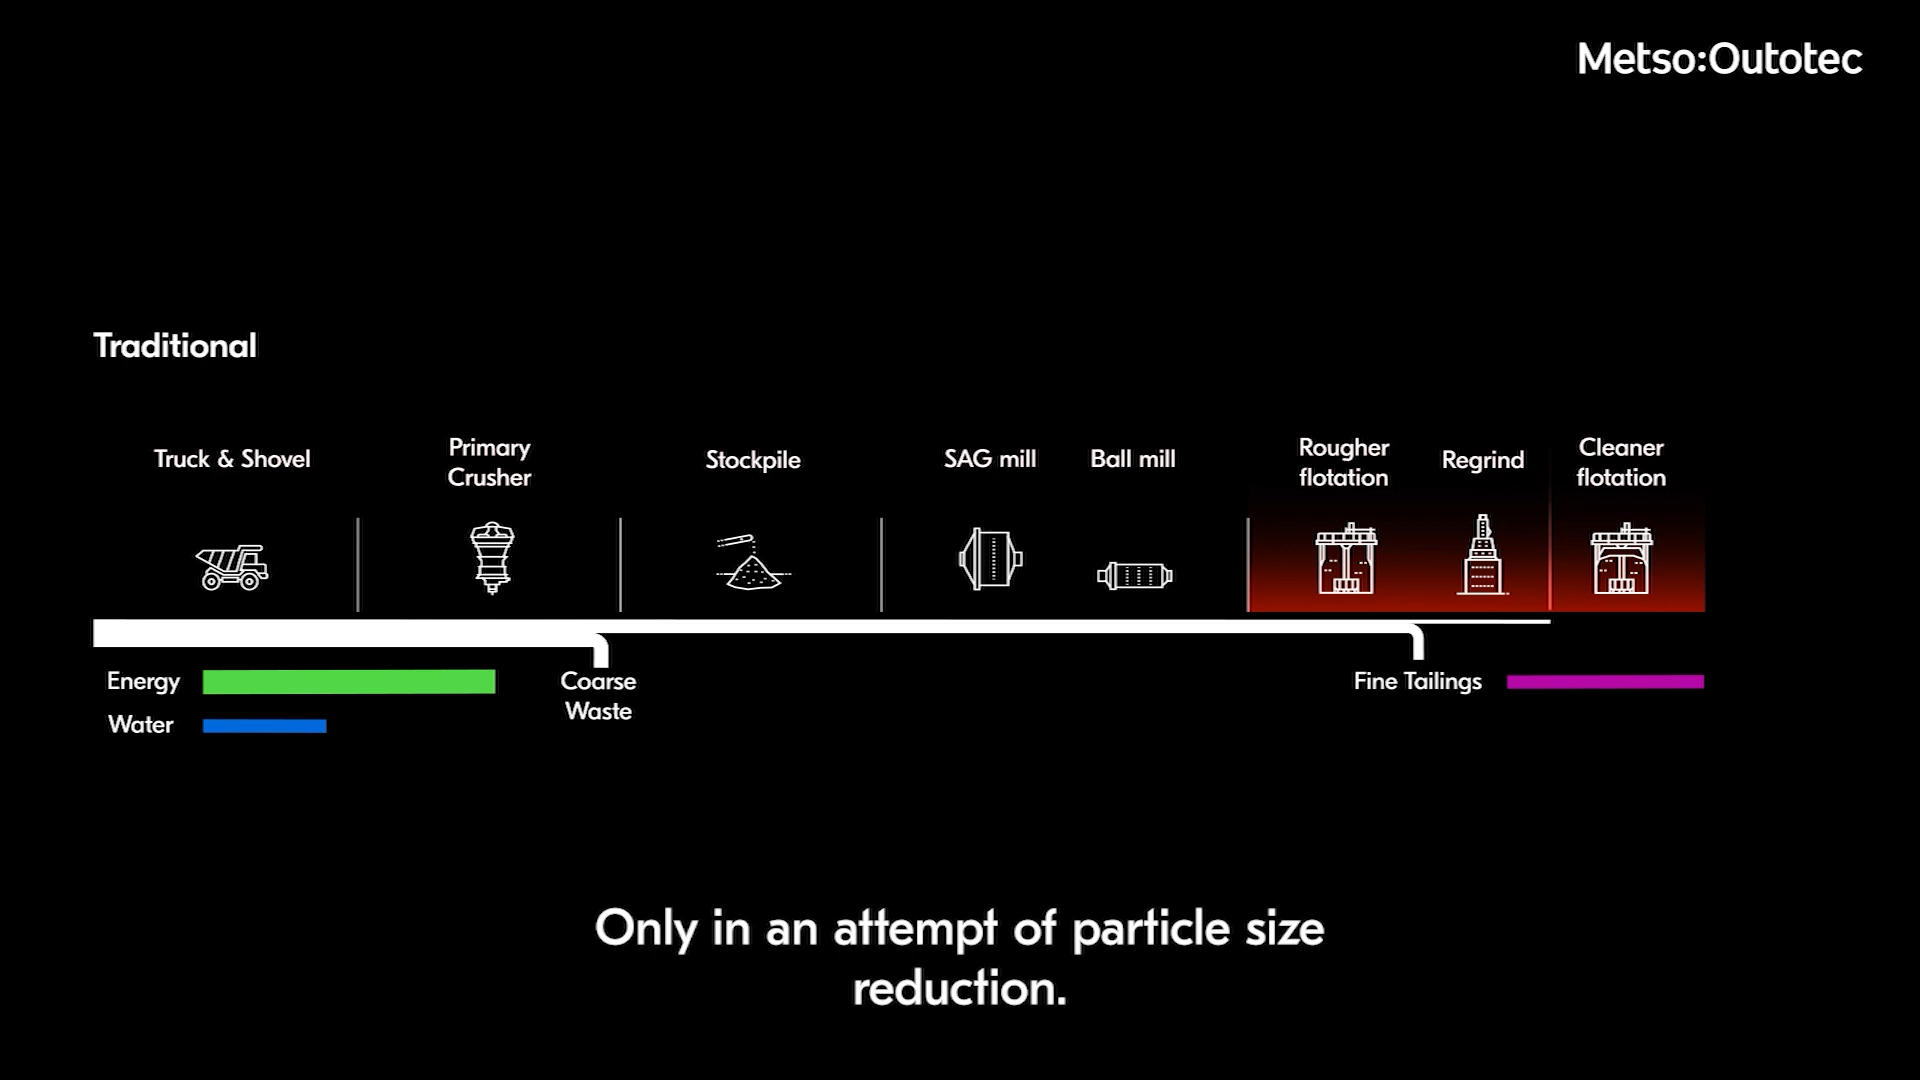 Metso:Outotec
Traditional
Truck & Shovel
Primary
Crusher
Stockpile
SAG mill
Ball mill
Rougher
flotation
Regrind
Cleaner
flotation
Energy
Water
Coarse
Waste
Fine Tailings
Only in an attempt of particle size
reduction.